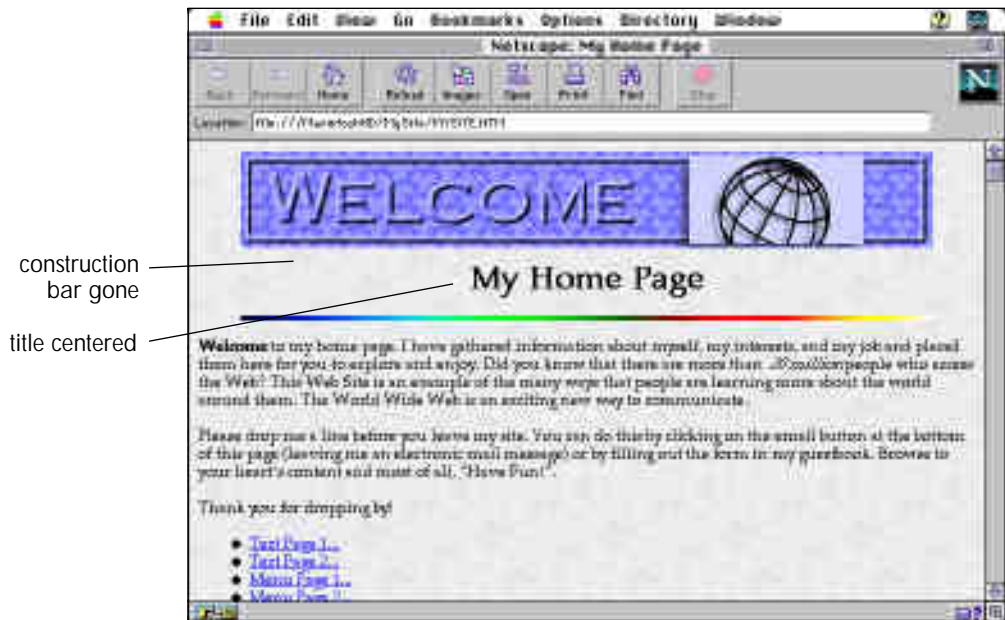 File Edit View Go Bookmarks Options Directory Window
Netscape: My Home Page
Back Forward Home Reload Images Open Print Find Stop
N
Location:
WELCOME
construction
bar gone
My Home Page
title centered
Welcome to my home page. I have gathered information about myself, my interests, and my job and placed
them here for you to explore and enjoy. Did you know that there are more than million people who access
the Web? This Web Site is an example of the many ways that people are learning more about the world
around them. The World Wide Web is an exciting new way to communicate.
Please drop me a line before you leave my site. You can do this by clicking on the email button at the bottom
of this page (leaving me an electronic mail message) or by filling out the form in my guestbook. Browse to
your heart's content and most of all, "Have Fun!".
Thank you for dropping by!
Text Page 1...
Text Page 2...
Menu Page 1...
Menu Page 2...